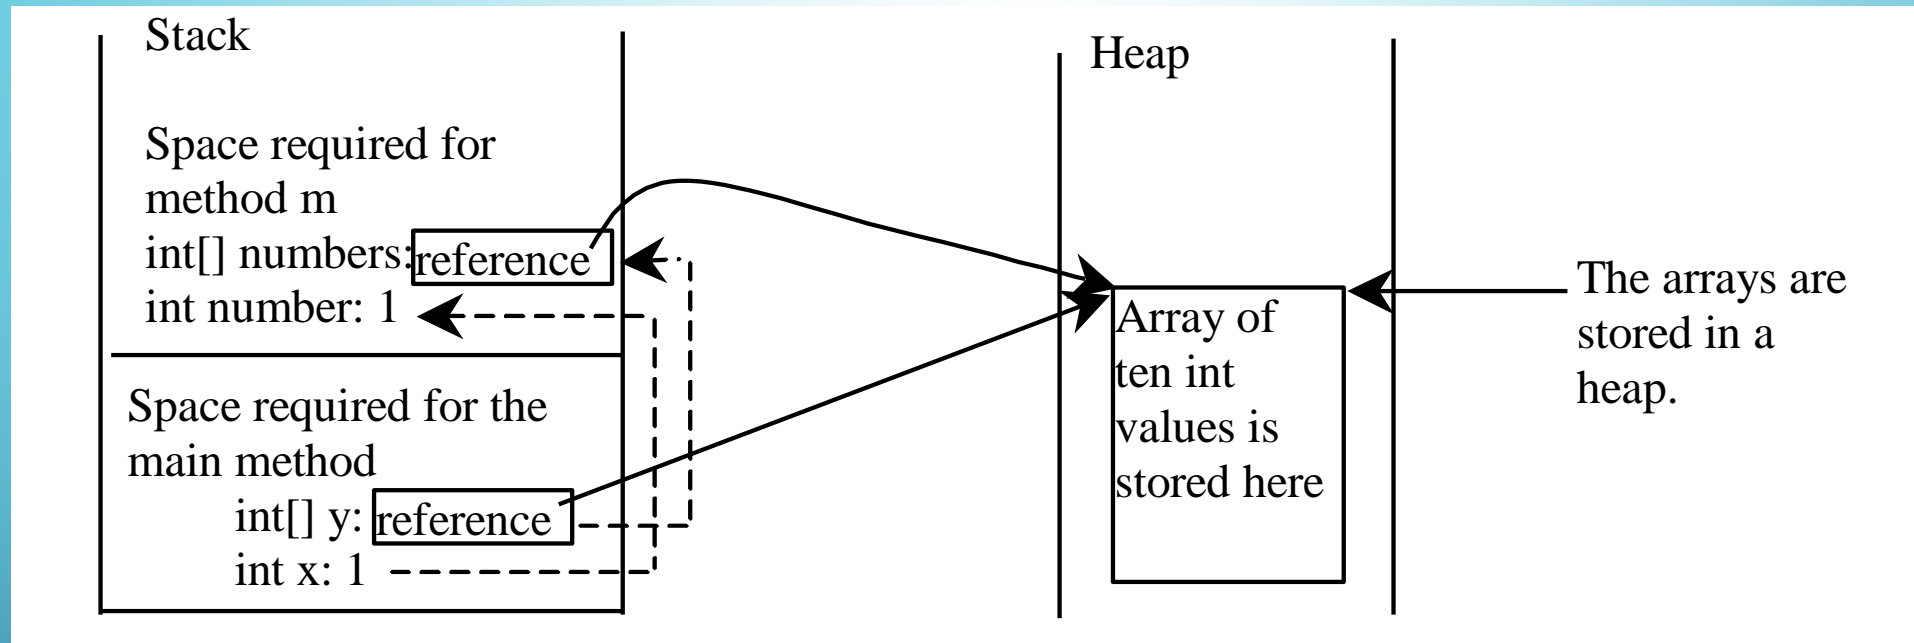 Stack
Space required for
method m
int[] numbers: reference
int number: 1
Space required for the
main method
int[] y: reference
int x: 1
Heap
Array of
ten int
values is
stored here
The arrays are
stored in a
heap.